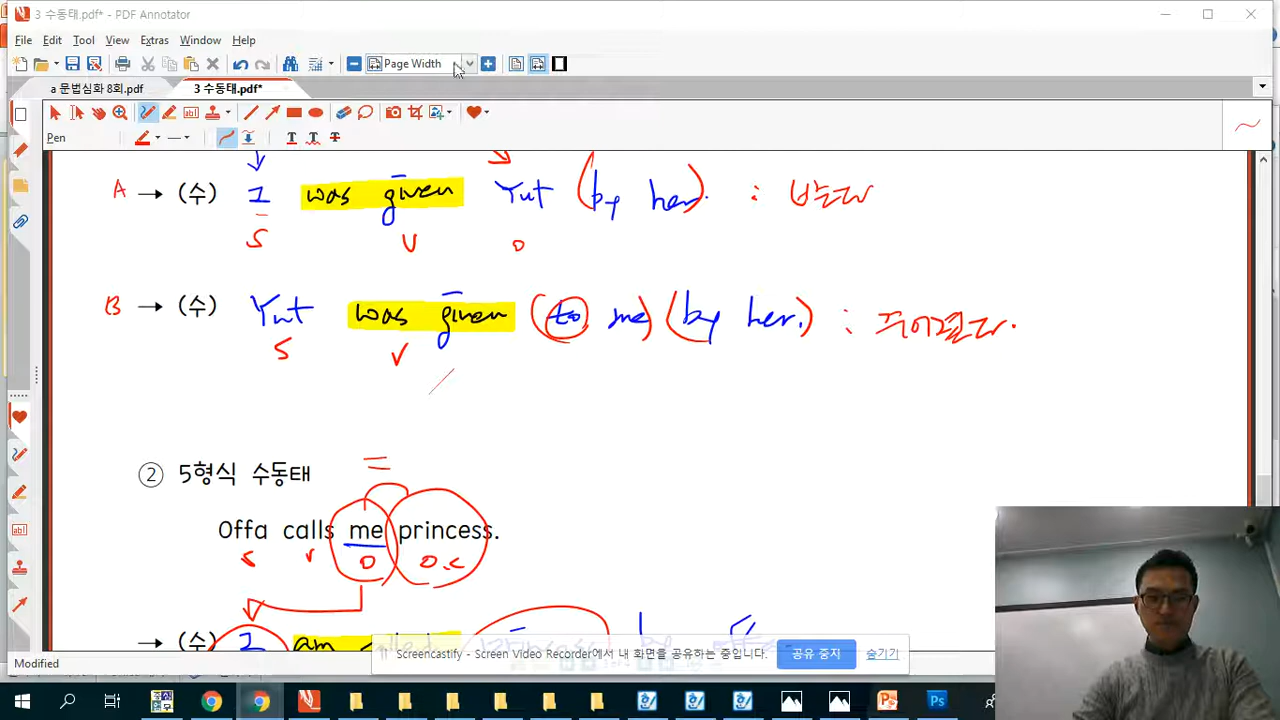 3 수동태.pdf* - PDF Annotator
File Edit Tool View Extras Window Help
Page Width
a 문법심화 8회.pdf 3 수동태.pdf*
Pen
A → (수) I was given Yut (by her). : 받는다
S V O
B → (수) Yut was given (to me) (by her.) : 주어진다.
S V
② 5형식 수동태
=
Offa calls me princess.
S V O O.C
→ (수) I am called
Screencastify - Screen Video Recorder에서 내 화면을 공유하는 중입니다. 공유 중지 숨기기
Modified